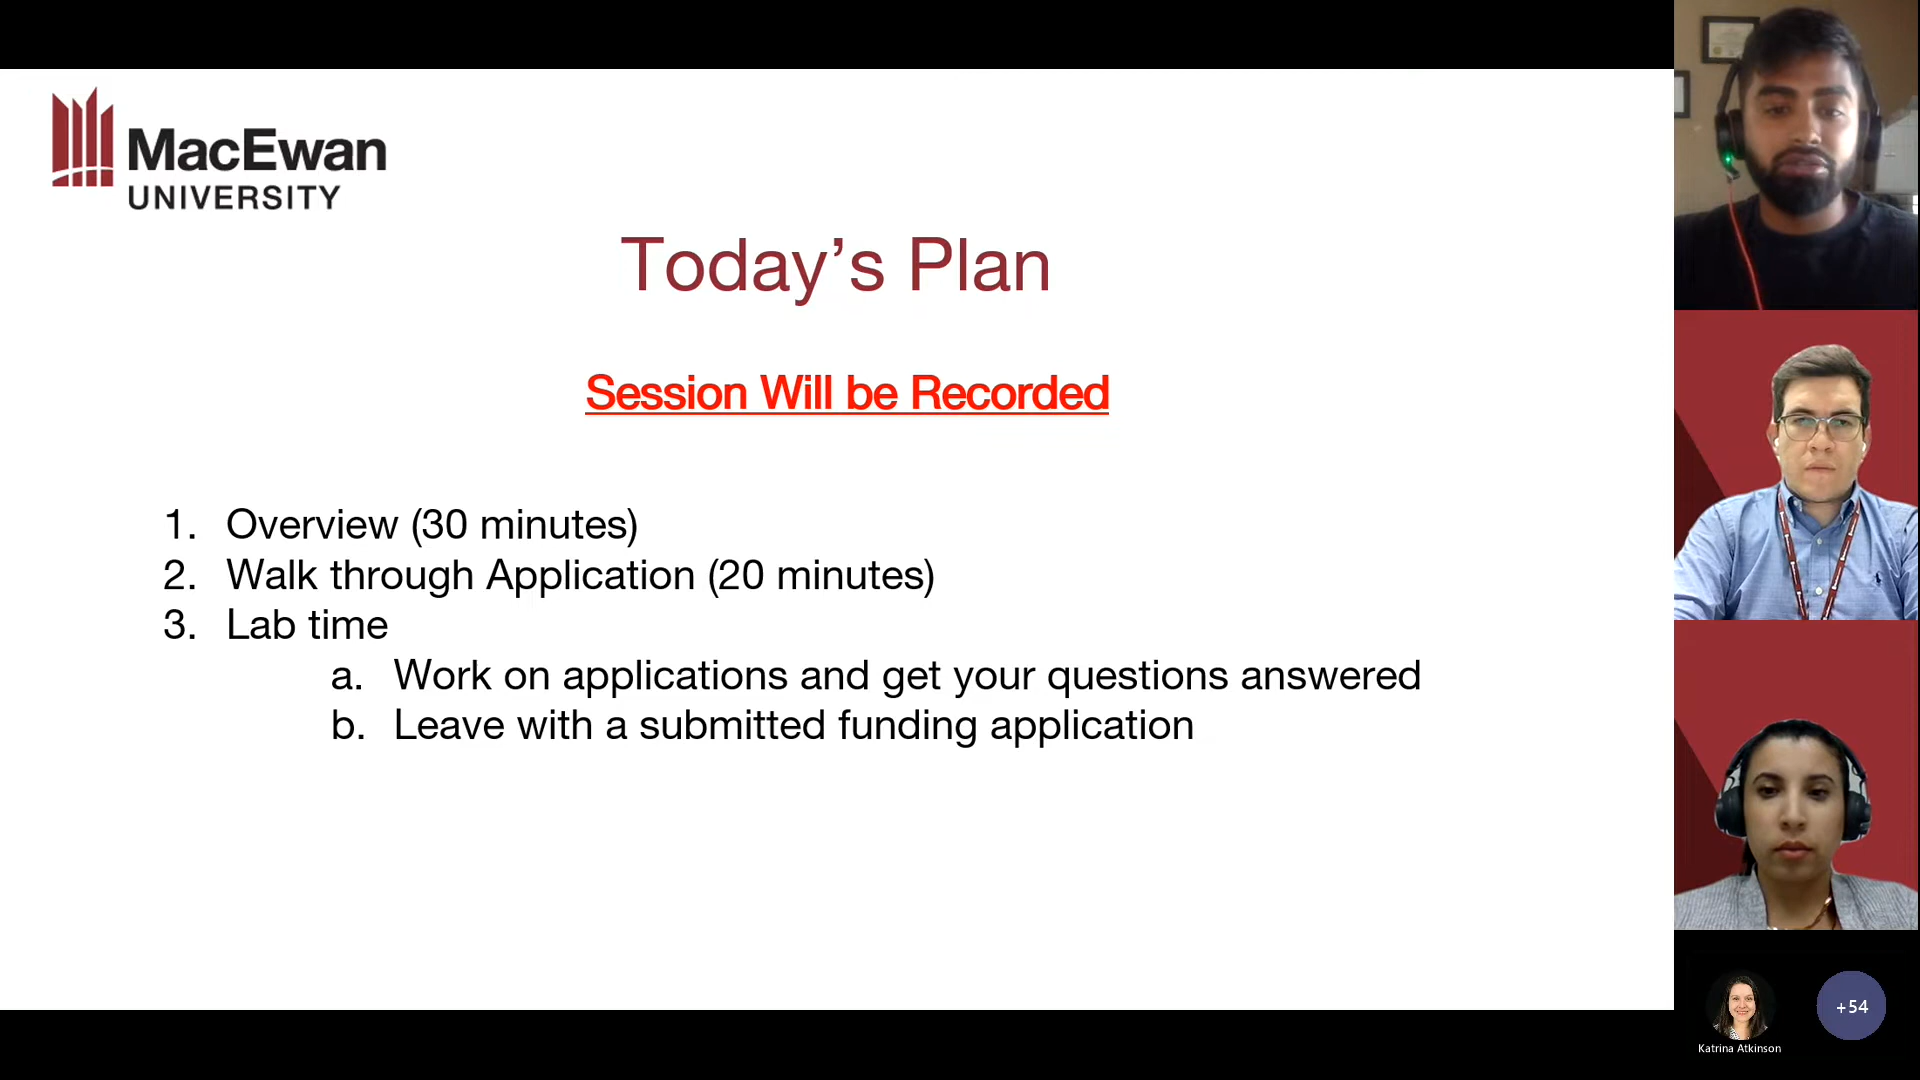 MacEwan
UNIVERSITY
Today’s Plan
Session Will be Recorded
1. Overview (30 minutes)
2. Walk through Application (20 minutes)
3. Lab time
a. Work on applications and get your questions answered
b. Leave with a submitted funding application
+54
Katrina Atkinson